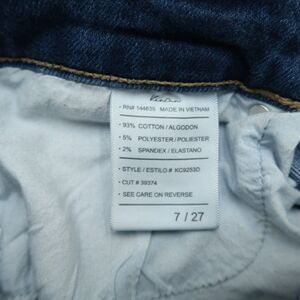 KanCan
• RN# 144635 MADE IN VIETNAM
• 93% COTTON / ALGODON
• 5% POLYESTER / POLIESTER
• 2% SPANDEX / ELASTANO
• STYLE / ESTILO # KC9253D
• CUT # 39374
• SEE CARE ON REVERSE
7 / 27